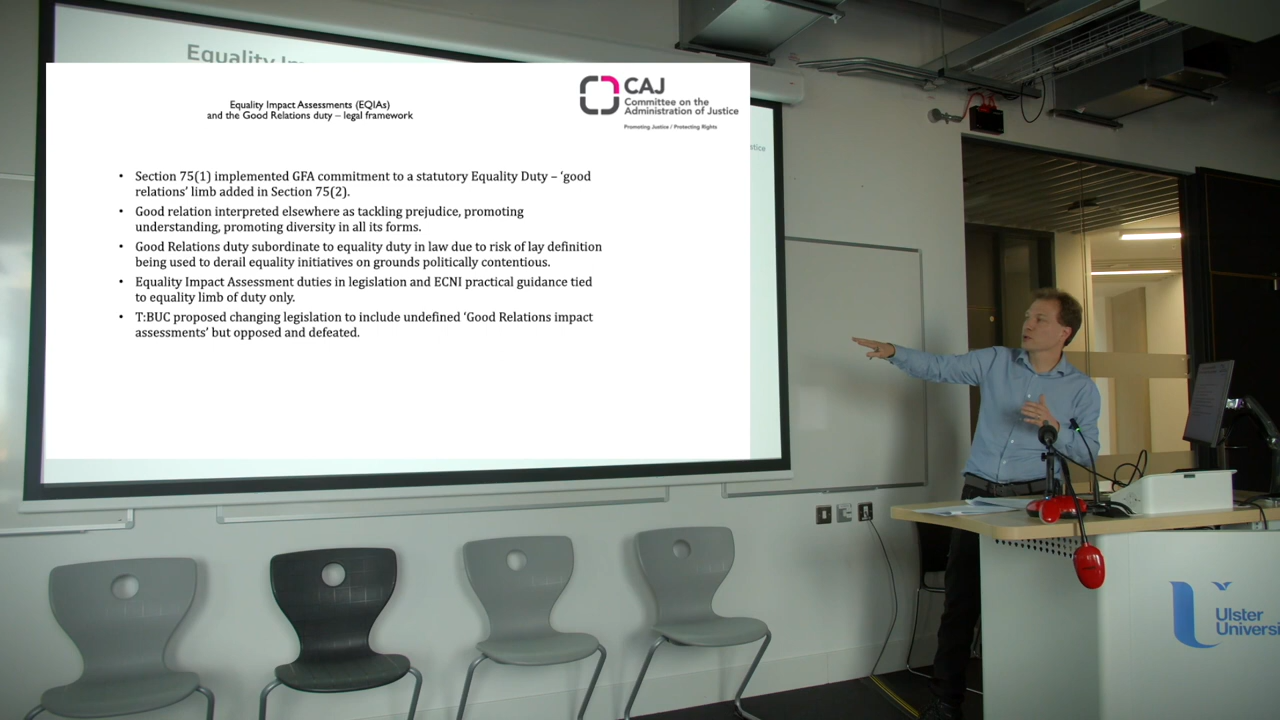 Equality
CAJ
Committee on the
Administration of Justice
Promoting Justice / Protecting Rights
Equality Impact Assessments (EQIAs)
and the Good Relations duty – legal framework
• Section 75(1) implemented GFA commitment to a statutory Equality Duty – ‘good
relations’ limb added in Section 75(2).
• Good relation interpreted elsewhere as tackling prejudice, promoting
understanding, promoting diversity in all its forms.
• Good Relations duty subordinate to equality duty in law due to risk of lay definition
being used to derail equality initiatives on grounds politically contentious.
• Equality Impact Assessment duties in legislation and ECNI practical guidance tied
to equality limb of duty only.
• T:BUC proposed changing legislation to include undefined ‘Good Relations impact
assessments’ but opposed and defeated.
stice
Ulster
Universi